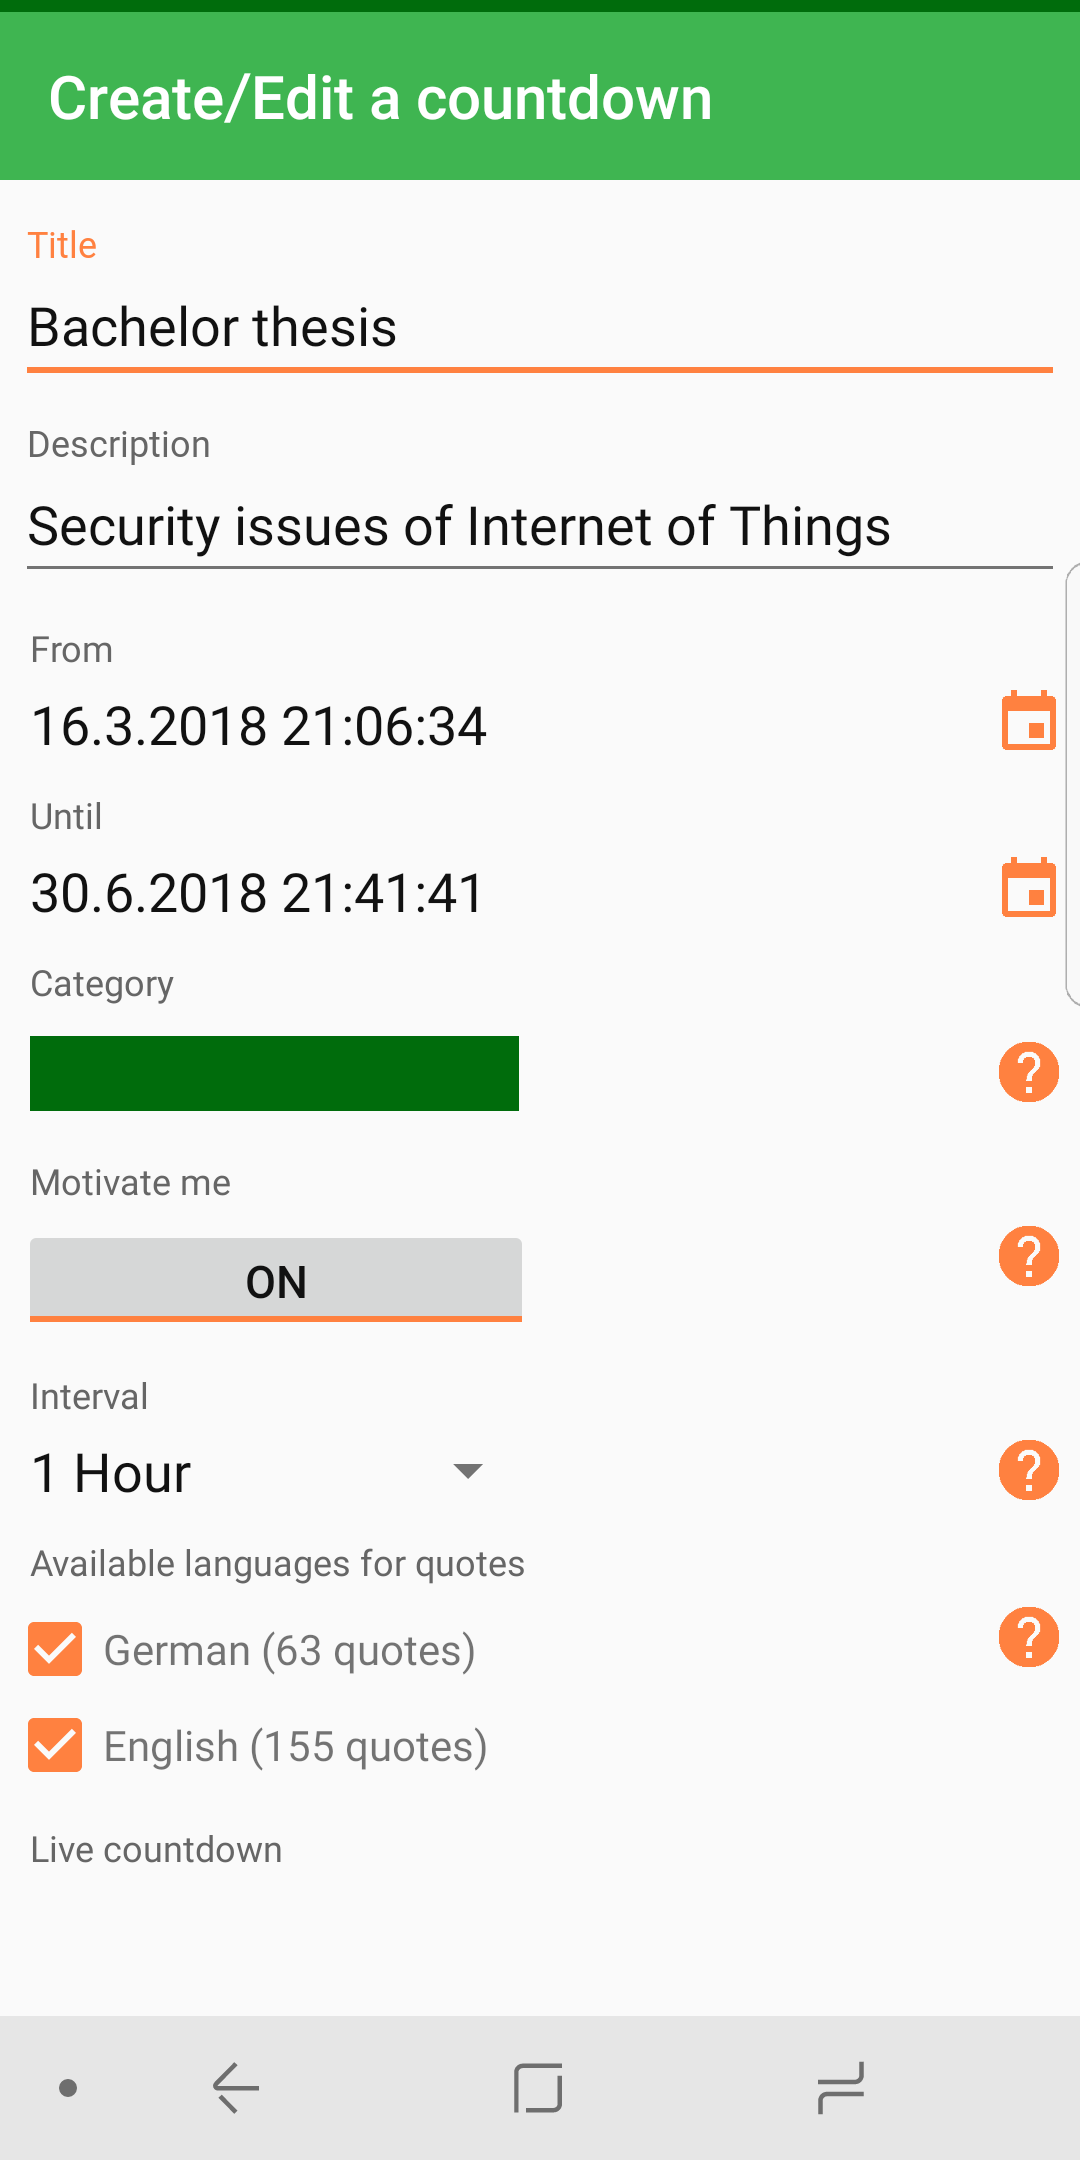 Create/Edit a countdown
Title
Bachelor thesis
Description
Security issues of Internet of Things
From
16.3.2018 21:06:34
Until
30.6.2018 21:41:41
Category
?
Motivate me
ON
?
Interval
1 Hour
?
Available languages for quotes
German (63 quotes)
?
English (155 quotes)
Live countdown